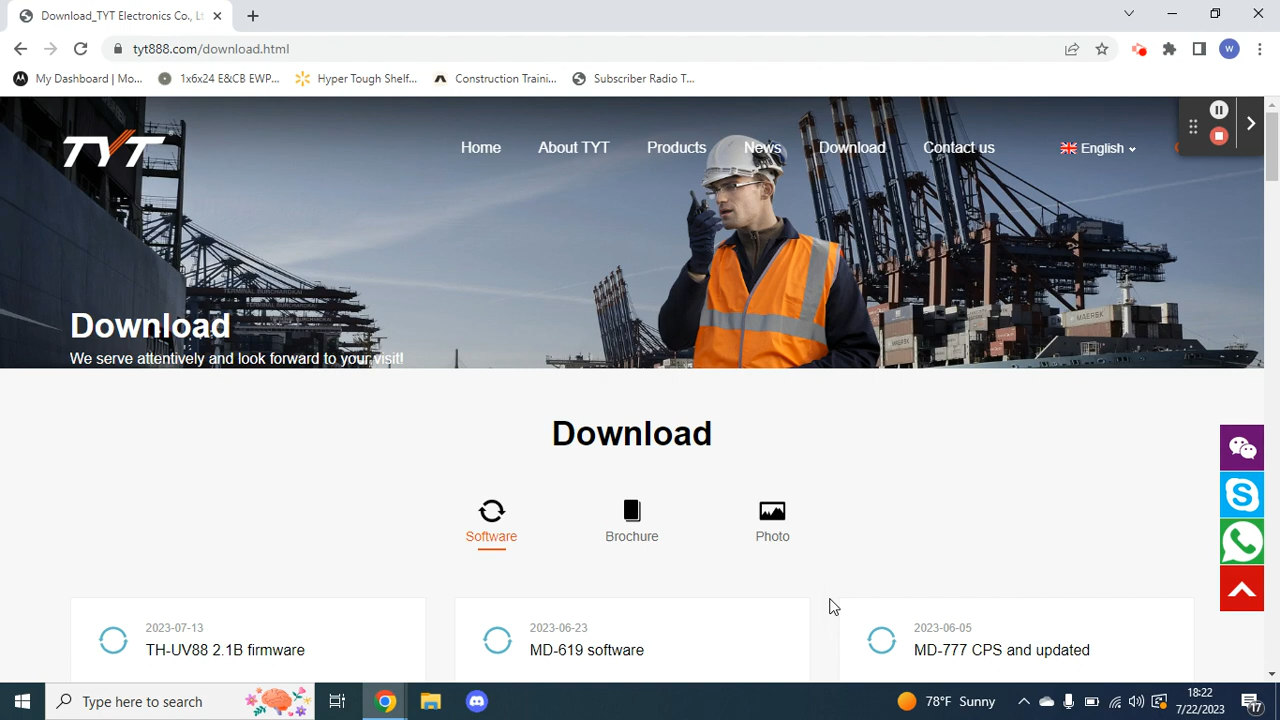 Download_TYT Electronics Co., Lt
tyt888.com/download.html
W
My Dashboard | Mo...
1x6x24 E&CB EWP...
Hyper Tough Shelf...
Construction Traini...
Subscriber Radio T...
TYT
Home
About TYT
Products
News
Download
Contact us
English
Download
We serve attentively and look forward to your visit!
Download
Software
Brochure
Photo
2023-07-13
TH-UV88 2.1B firmware
2023-06-23
MD-619 software
2023-06-05
MD-777 CPS and updated
Type here to search
78°F Sunny
18:22
7/22/2023
17